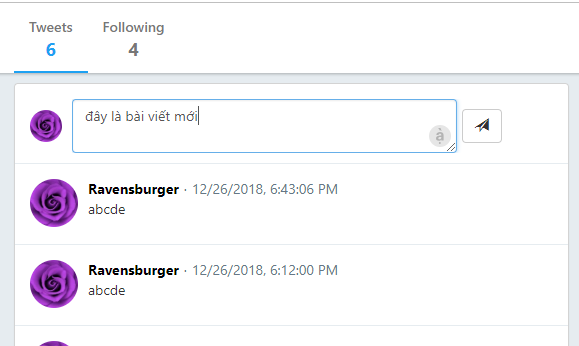 Tweets Following
6 4
đây là bài viết mới
ả
Ravensburger · 12/26/2018, 6:43:06 PM
abcde
Ravensburger · 12/26/2018, 6:12:00 PM
abcde